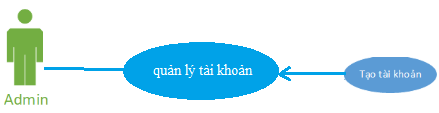 quản lý tài khoản
Tạo tài khoản
Admin